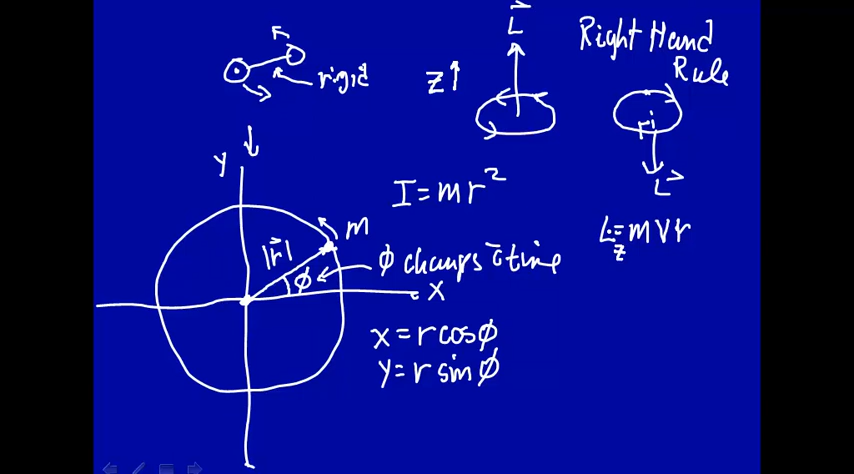 rigid
Z
L
Right Hand
Rule
L
y
I = mr²
Lz = mvr
m
|r|
φ
φ changes c̄ time
x
x = r cos φ
y = r sin φ